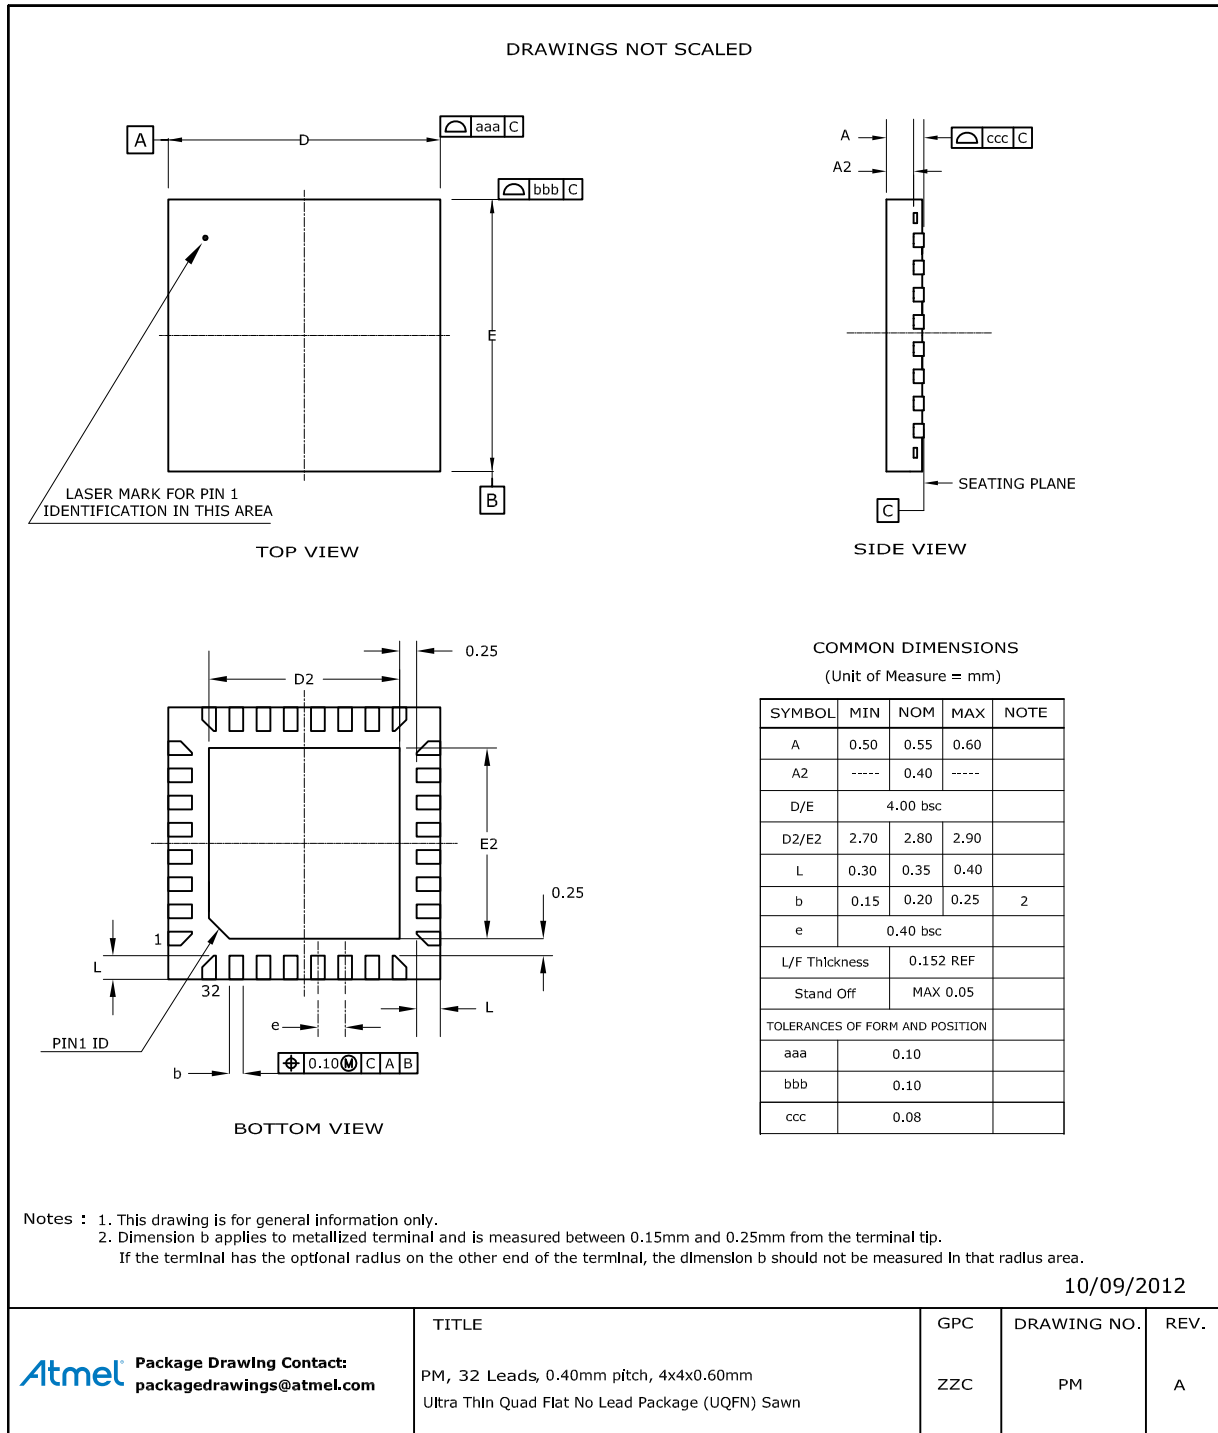 DRAWINGS NOT SCALED
A
D
aaa C
bbb C
E
B
LASER MARK FOR PIN 1
IDENTIFICATION IN THIS AREA
TOP VIEW
A
A2
ccc C
SEATING PLANE
C
SIDE VIEW
D2
0.25
E2
0.25
1
L
32
L
e
PIN1 ID
b
0.10 M C A B
BOTTOM VIEW
COMMON DIMENSIONS
(Unit of Measure = mm)
SYMBOL MIN NOM MAX NOTE
A 0.50 0.55 0.60
A2 ----- 0.40 -----
D/E 4.00 bsc
D2/E2 2.70 2.80 2.90
L 0.30 0.35 0.40
b 0.15 0.20 0.25 2
e 0.40 bsc
L/F Thickness 0.152 REF
Stand Off MAX 0.05
TOLERANCES OF FORM AND POSITION
aaa 0.10
bbb 0.10
ccc 0.08
Notes : 1. This drawing is for general information only.
2. Dimension b applies to metallized terminal and is measured between 0.15mm and 0.25mm from the terminal tip.
If the terminal has the optional radius on the other end of the terminal, the dimension b should not be measured in that radius area.
10/09/2012
Atmel
Package Drawing Contact:
packagedrawings@atmel.com
TITLE
PM, 32 Leads, 0.40mm pitch, 4x4x0.60mm
Ultra Thin Quad Flat No Lead Package (UQFN) Sawn
GPC
ZZC
DRAWING NO.
PM
REV.
A